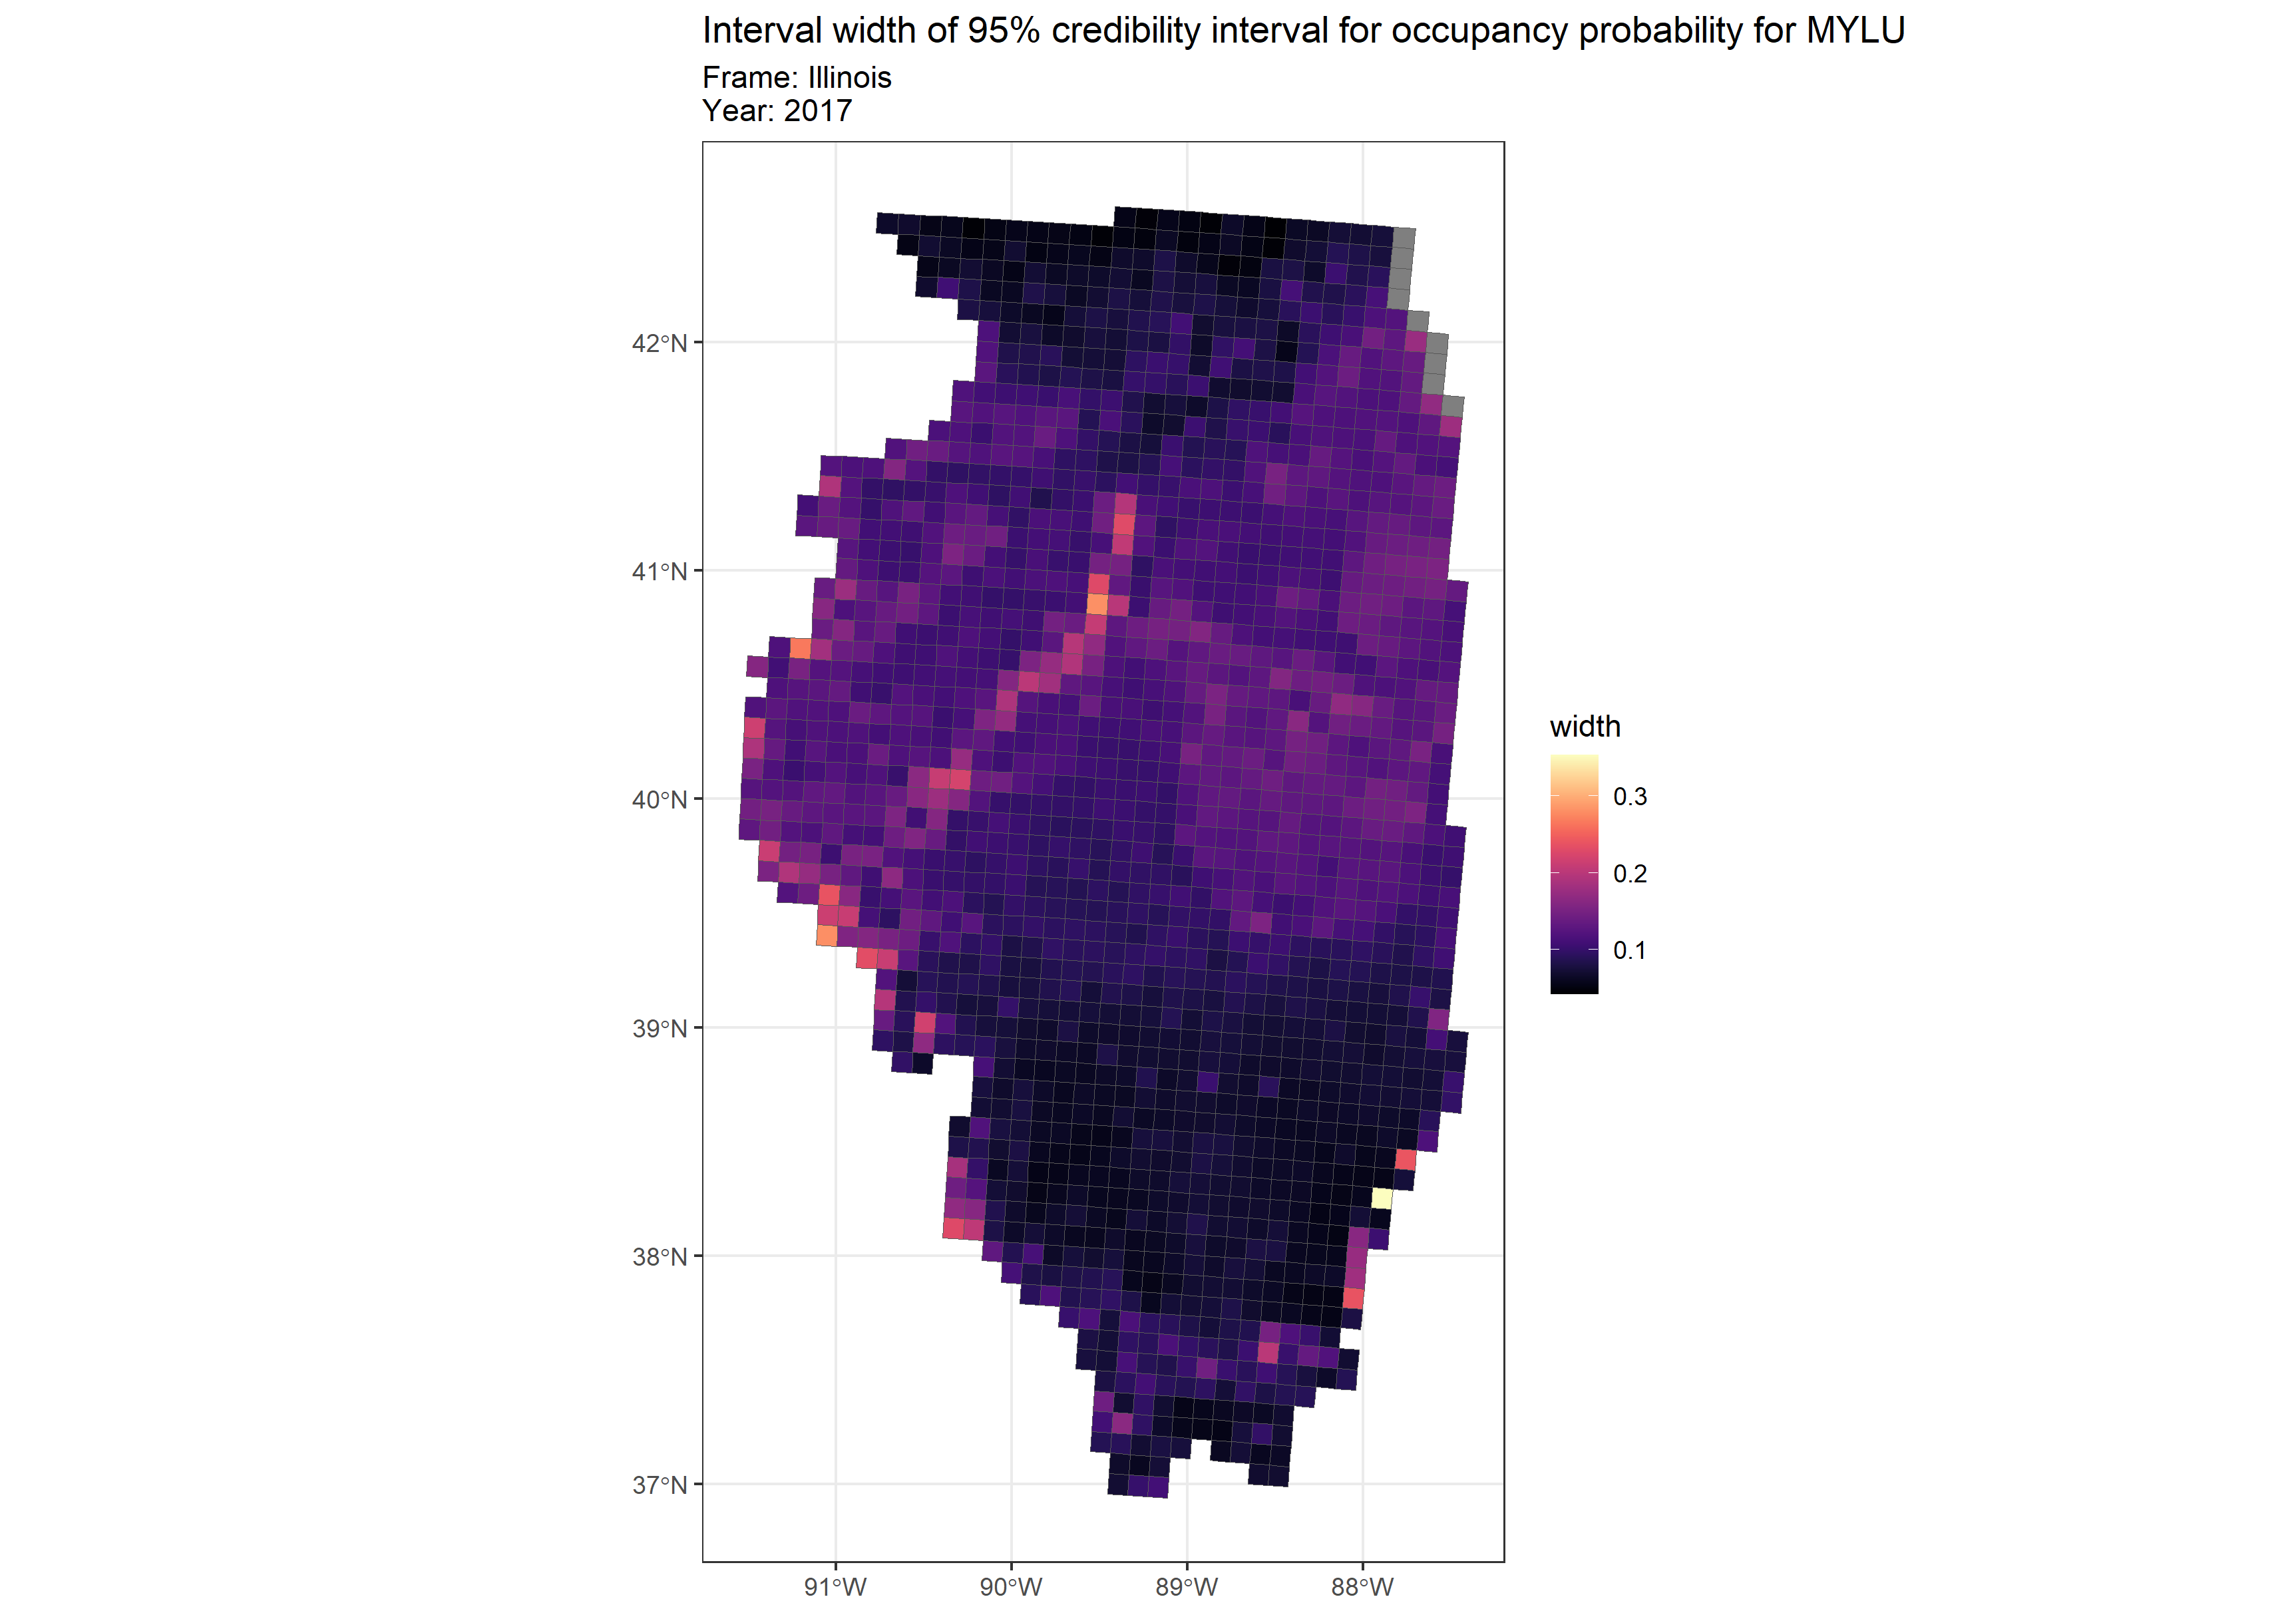 Interval width of 95% credibility interval for occupancy probability for MYLU
Frame: Illinois
Year: 2017
42°N
41°N
40°N
39°N
38°N
37°N
91°W
90°W
89°W
88°W
width
0.3
0.2
0.1